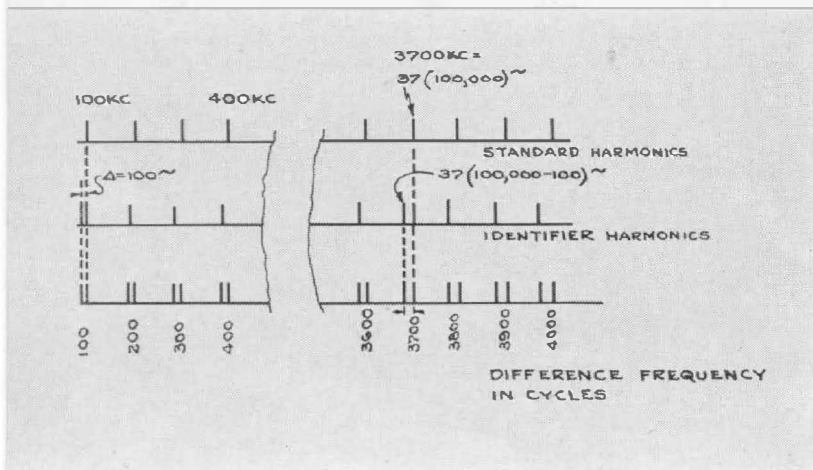 3700KC=
37(100,000)~
100KC
400KC
STANDARD HARMONICS
Δ=100~
37(100,000-100)~
IDENTIFIER HARMONICS
100
200
300
400
3600
3700
3800
3900
4000
DIFFERENCE FREQUENCY
IN CYCLES